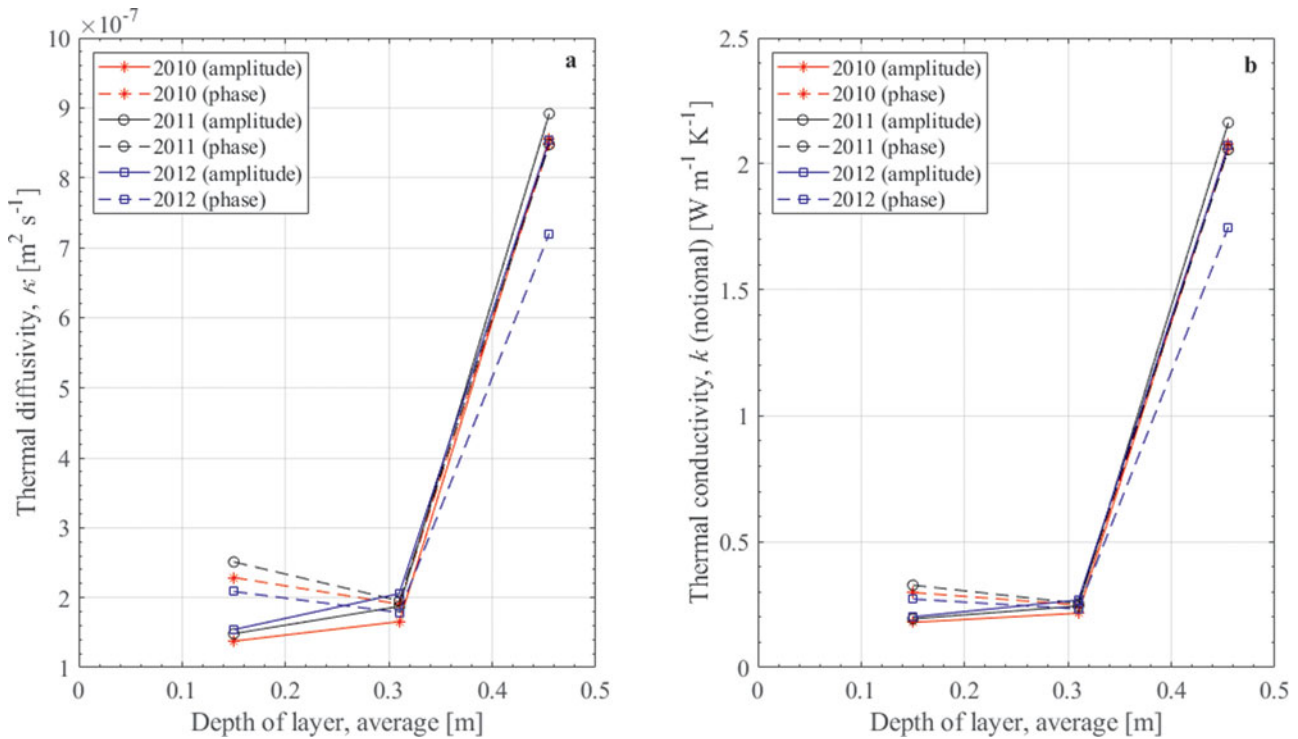 ×10⁻⁷
10
9
8
7
6
5
4
3
2
1
Thermal diffusivity, κ [m² s⁻¹]
2010 (amplitude)
2010 (phase)
2011 (amplitude)
2011 (phase)
2012 (amplitude)
2012 (phase)
a
0 0.1 0.2 0.3 0.4 0.5
Depth of layer, average [m]
2.5
2
1.5
1
0.5
0
Thermal conductivity, k (notional) [W m⁻¹ K⁻¹]
2010 (amplitude)
2010 (phase)
2011 (amplitude)
2011 (phase)
2012 (amplitude)
2012 (phase)
b
0 0.1 0.2 0.3 0.4 0.5
Depth of layer, average [m]